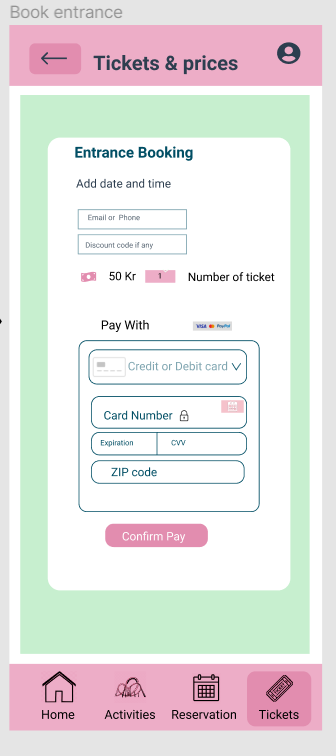 Book entrance
Tickets & prices
Entrance Booking
Add date and time
Email or Phone
Discount code if any
50 Kr 1 Number of ticket
Pay With VISA PayPal
Credit or Debit card
Card Number
Expiration CVV
ZIP code
Confirm Pay
Home Activities Reservation Tickets